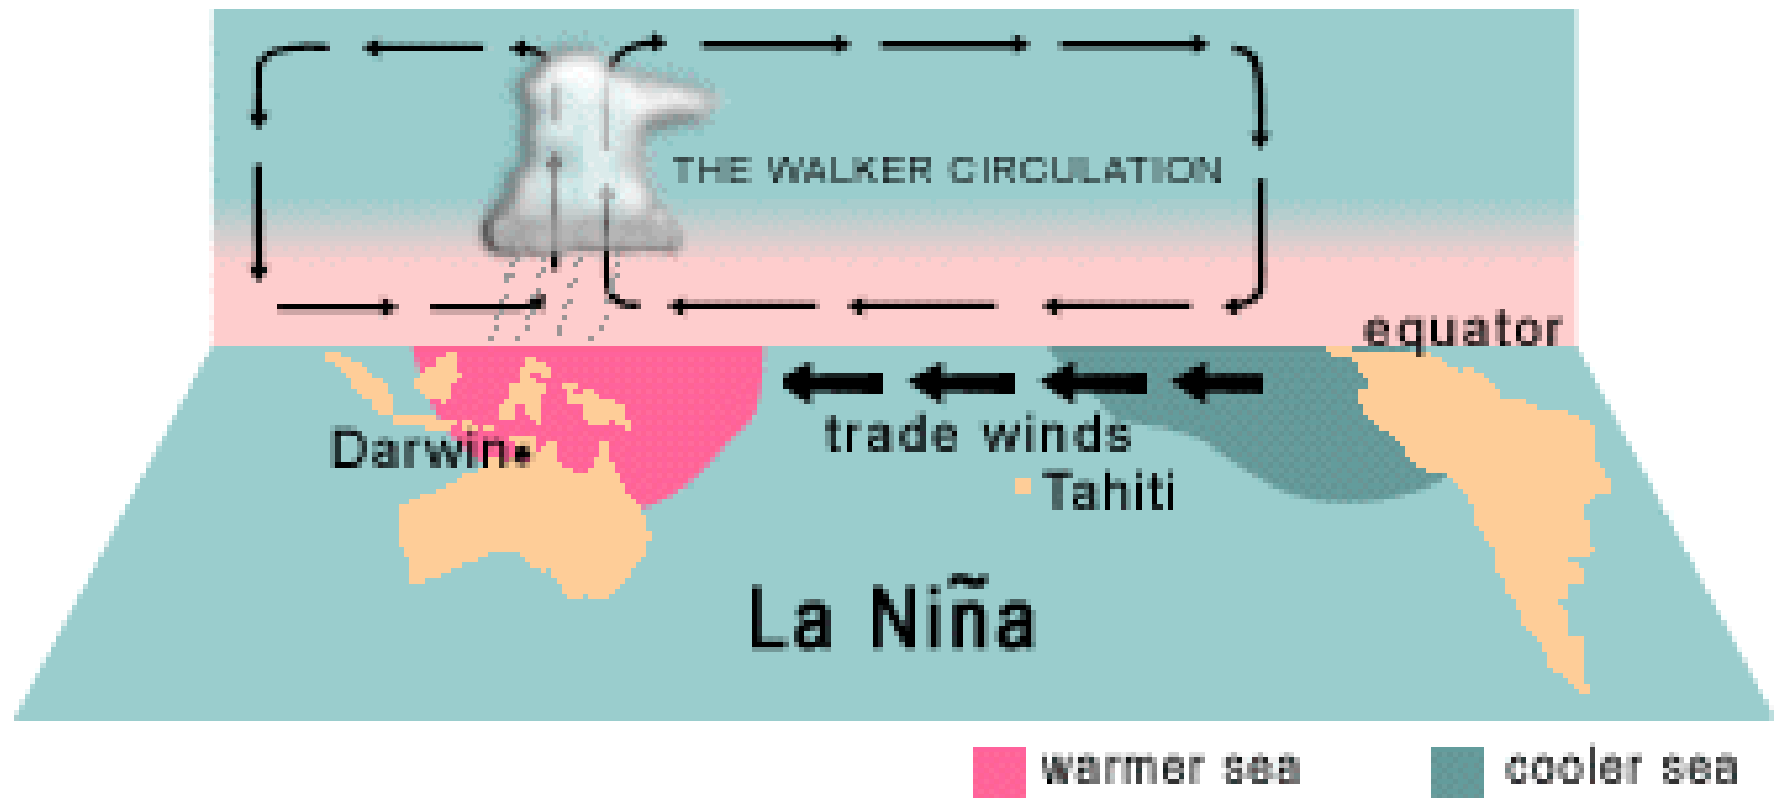 THE WALKER CIRCULATION
equator
trade winds
Darwin
Tahiti
La Niña
warmer sea
cooler sea